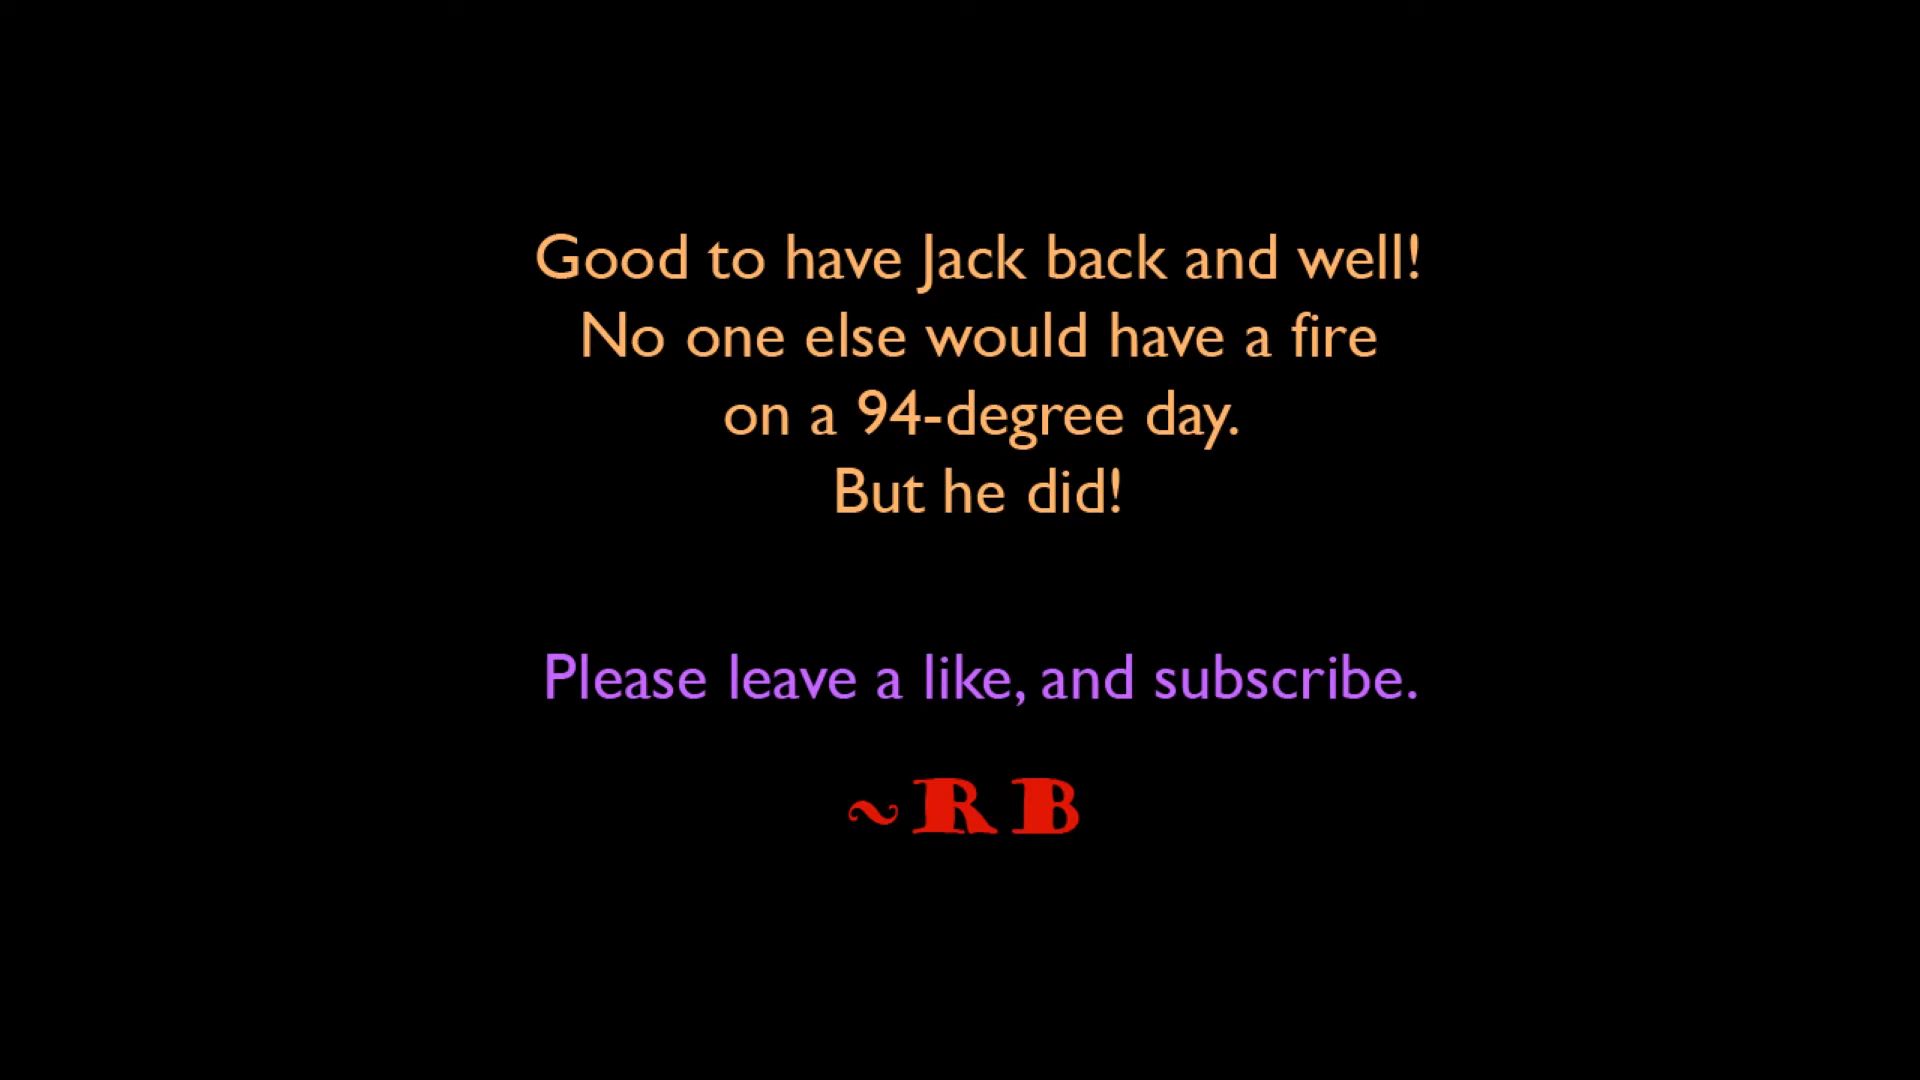 Good to have Jack back and well!
No one else would have a fire
on a 94-degree day.
But he did!
Please leave a like, and subscribe.
~RB